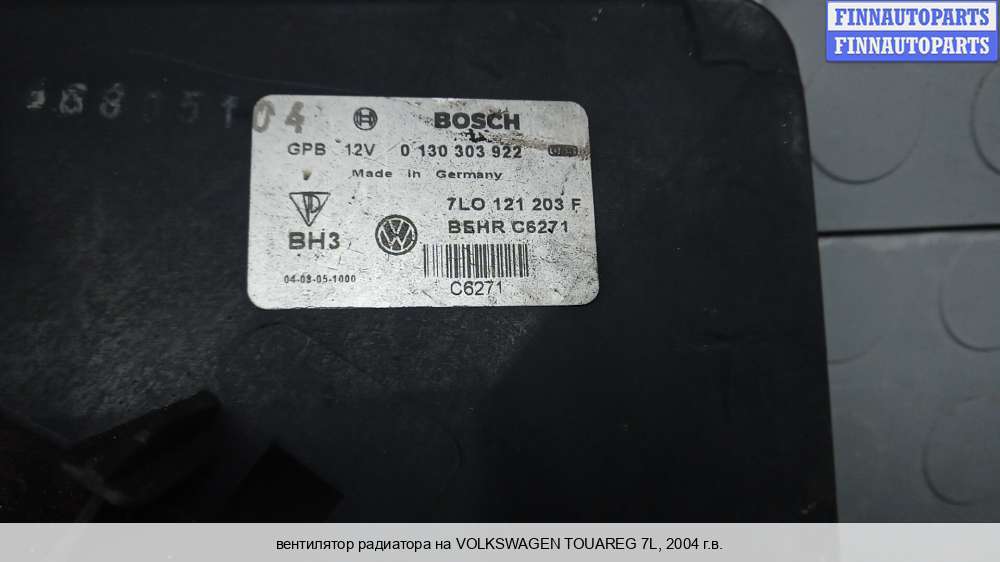 FINNAUTOPARTS
FINNAUTOPARTS
BOSCH
GPB 12V 0 130 303 922
Made in Germany
7LO 121 203 F
BH3
BEHR C6271
04-03-05-1000
C6271
вентилятор радиатора на VOLKSWAGEN TOUAREG 7L, 2004 г.в.